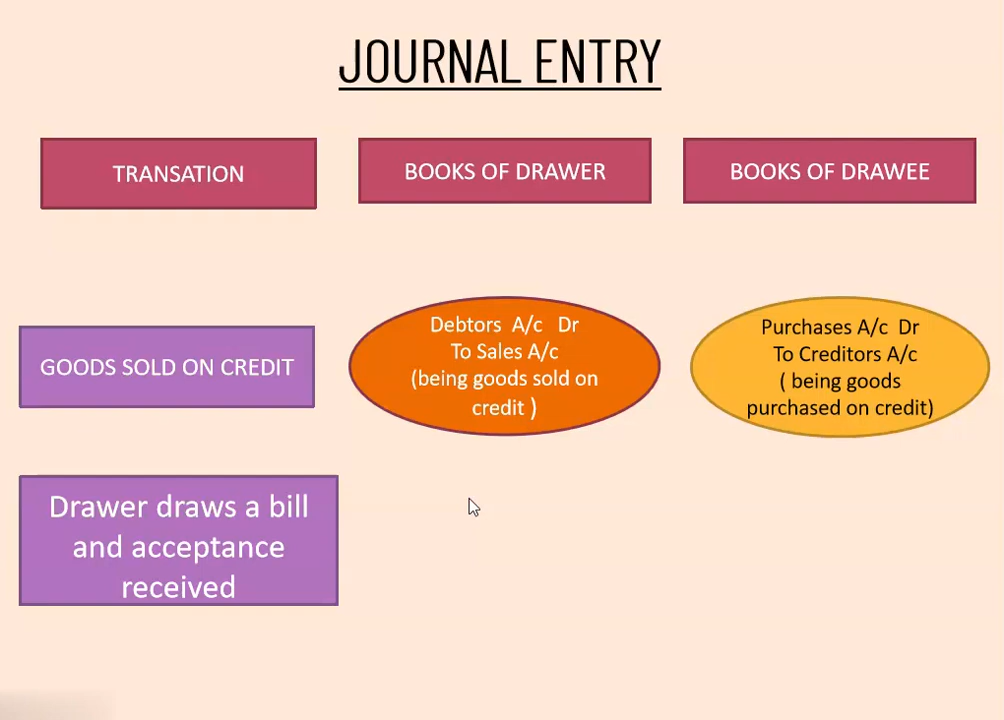 JOURNAL ENTRY
TRANSATION
BOOKS OF DRAWER
BOOKS OF DRAWEE
GOODS SOLD ON CREDIT
Debtors A/c Dr
To Sales A/c
(being goods sold on
credit )
Purchases A/c Dr
To Creditors A/c
( being goods
purchased on credit)
Drawer draws a bill
and acceptance
received